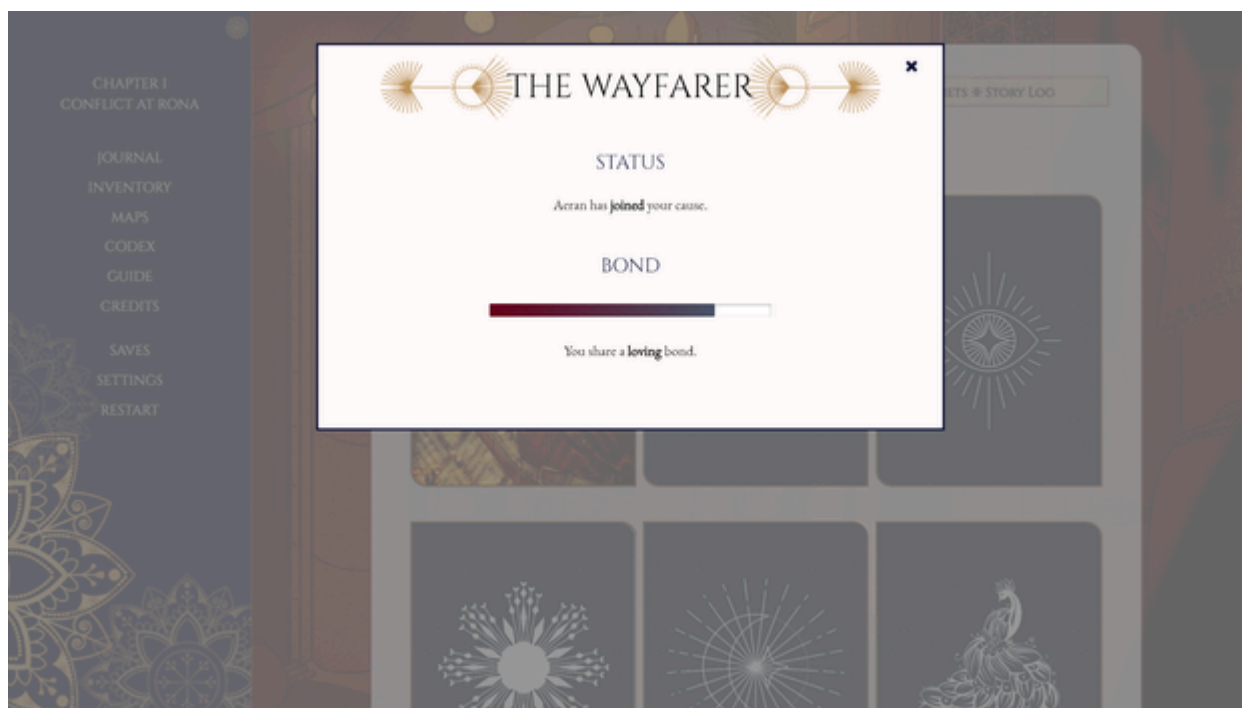 CHAPTER I
CONFLICT AT RONA
JOURNAL
INVENTORY
MAPS
CODEX
GUIDE
CREDITS
SAVES
SETTINGS
RESTART
THE WAYFARER
STATUS
Aeran has joined your cause.
BOND
You share a loving bond.
Story Log